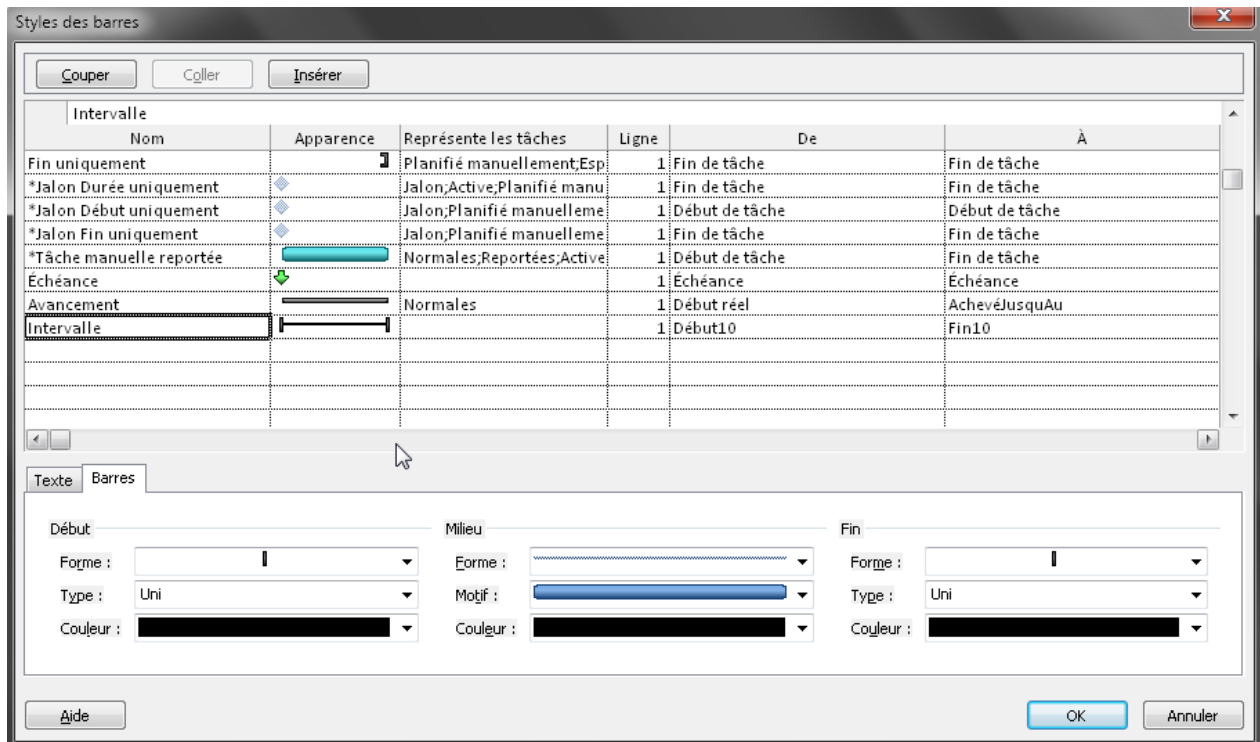 Styles des barres
Couper Coller Insérer
Intervalle
Nom Apparence Représente les tâches Ligne De À
Fin uniquement Planifié manuellement;Esp 1 Fin de tâche Fin de tâche
*Jalon Durée uniquement Jalon;Active;Planifié manu 1 Fin de tâche Fin de tâche
*Jalon Début uniquement Jalon;Planifié manuelleme 1 Début de tâche Début de tâche
*Jalon Fin uniquement Jalon;Planifié manuelleme 1 Fin de tâche Fin de tâche
*Tâche manuelle reportée Normales;Reportées;Active 1 Début de tâche Fin de tâche
Échéance 1 Échéance Échéance
Avancement Normales 1 Début réel AchevéJusquAu
Intervalle 1 Début10 Fin10
Texte Barres
Début Milieu Fin
Forme : Forme : Forme :
Type : Uni Motif : Type : Uni
Couleur : Couleur : Couleur :
Aide OK Annuler